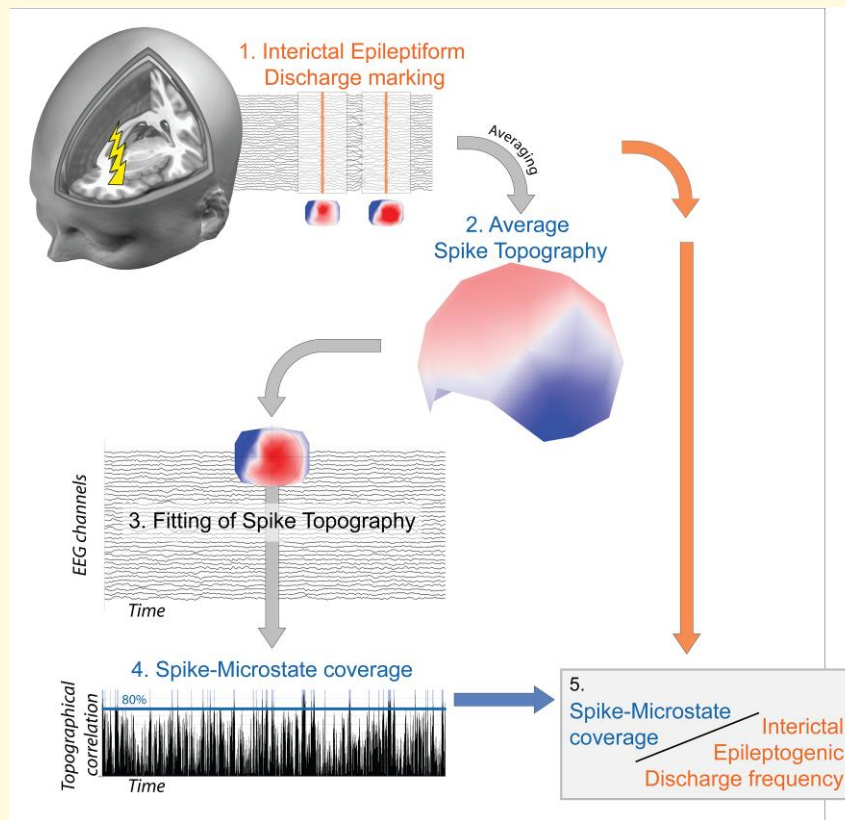 1. Interictal Epileptiform
Discharge marking
Averaging
2. Average
Spike Topography
3. Fitting of Spike Topography
EEG channels
Time
4. Spike-Microstate coverage
80%
Topographical
correlation
Time
5.
Spike-Microstate
coverage
Interictal
Epileptogenic
Discharge frequency